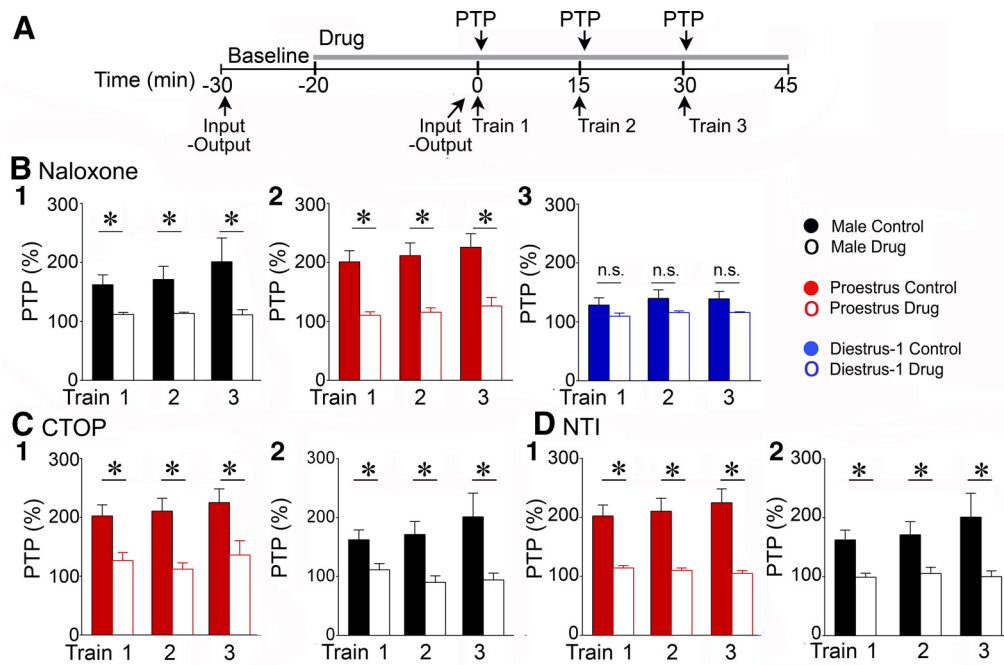 A
PTP PTP PTP
Drug
Baseline
Time (min) -30 -20 0 15 30 45
Input
-Output
Input
-Output
Train 1 Train 2 Train 3
B Naloxone
1
300
200
100
0
PTP (%)
* * *
Train 1 2 3
2
300
200
100
0
PTP (%)
* * *
Train 1 2 3
3
300
200
100
0
PTP (%)
n.s. n.s. n.s.
Train 1 2 3
Male Control
Male Drug
Proestrus Control
Proestrus Drug
Diestrus-1 Control
Diestrus-1 Drug
C CTOP
1
300
200
100
0
PTP (%)
* * *
Train 1 2 3
2
300
200
100
0
PTP (%)
* * *
Train 1 2 3
D NTI
1
300
200
100
0
PTP (%)
* * *
Train 1 2 3
2
300
200
100
0
PTP (%)
* * *
Train 1 2 3